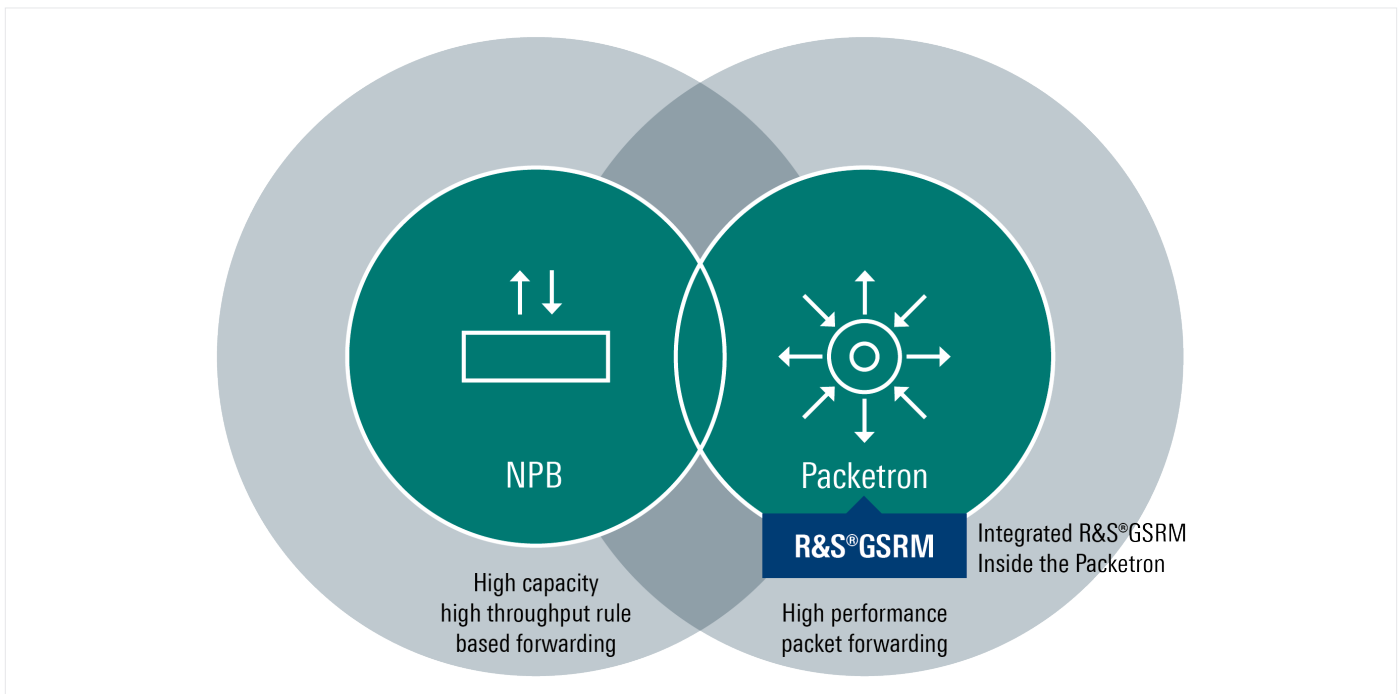 NPB
Packetron
R&S®GSRM
Integrated R&S®GSRM
Inside the Packetron
High capacity
high throughput rule
based forwarding
High performance
packet forwarding